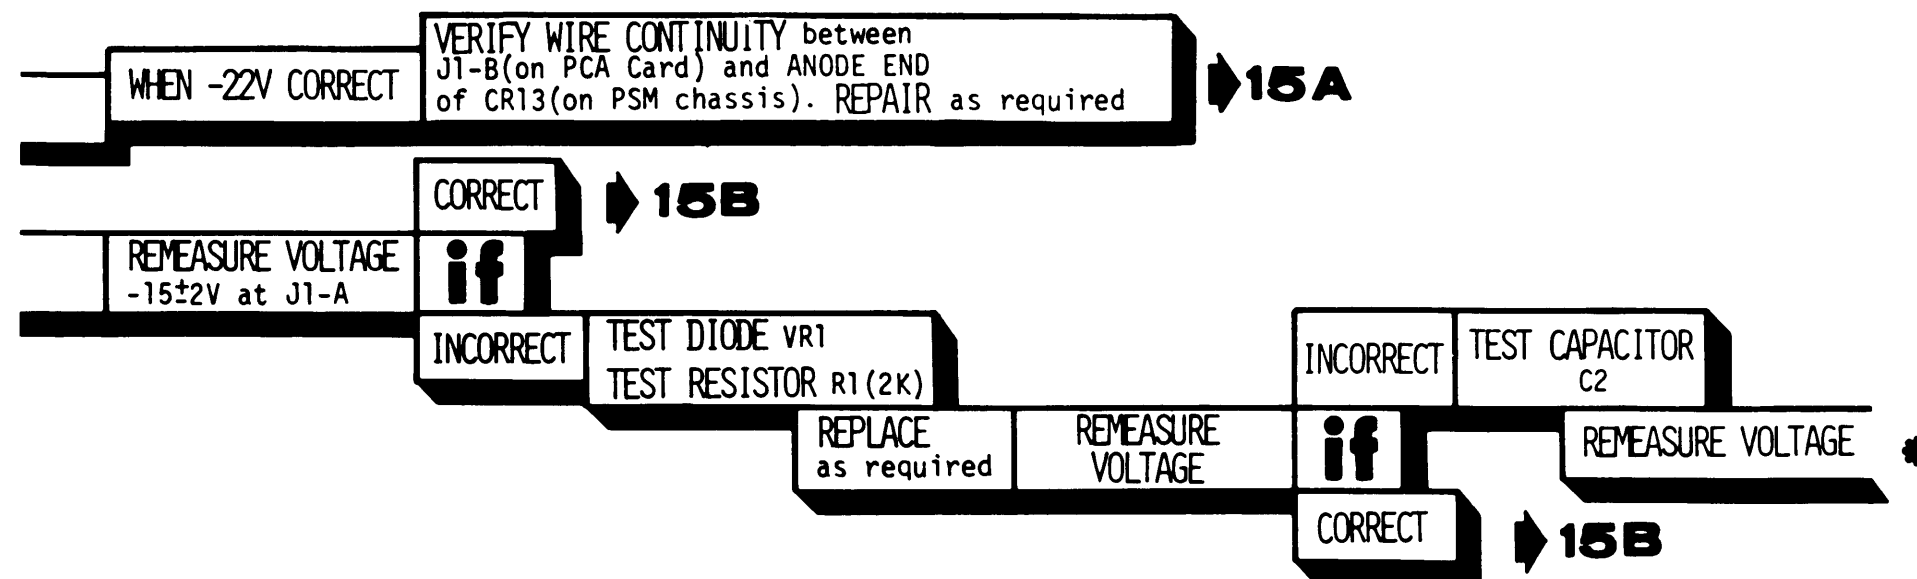 WHEN -22V CORRECT
VERIFY WIRE CONTINUITY between
J1-B(on PCA Card) and ANODE END
of CR13(on PSM chassis). REPAIR as required
15A
CORRECT
15B
REMEASURE VOLTAGE
-15±2V at J1-A
if
INCORRECT
TEST DIODE VR1
TEST RESISTOR R1(2K)
REPLACE
as required
REMEASURE
VOLTAGE
INCORRECT
TEST CAPACITOR
C2
if
REMEASURE VOLTAGE
CORRECT
15B